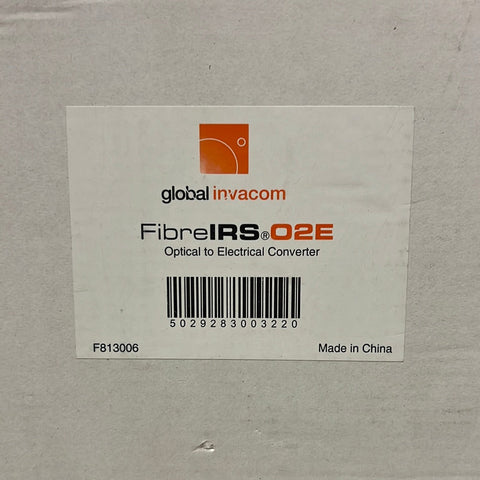 global invacom
FibreIRS®O2E
Optical to Electrical Converter
5029283003220
F813006
Made in China